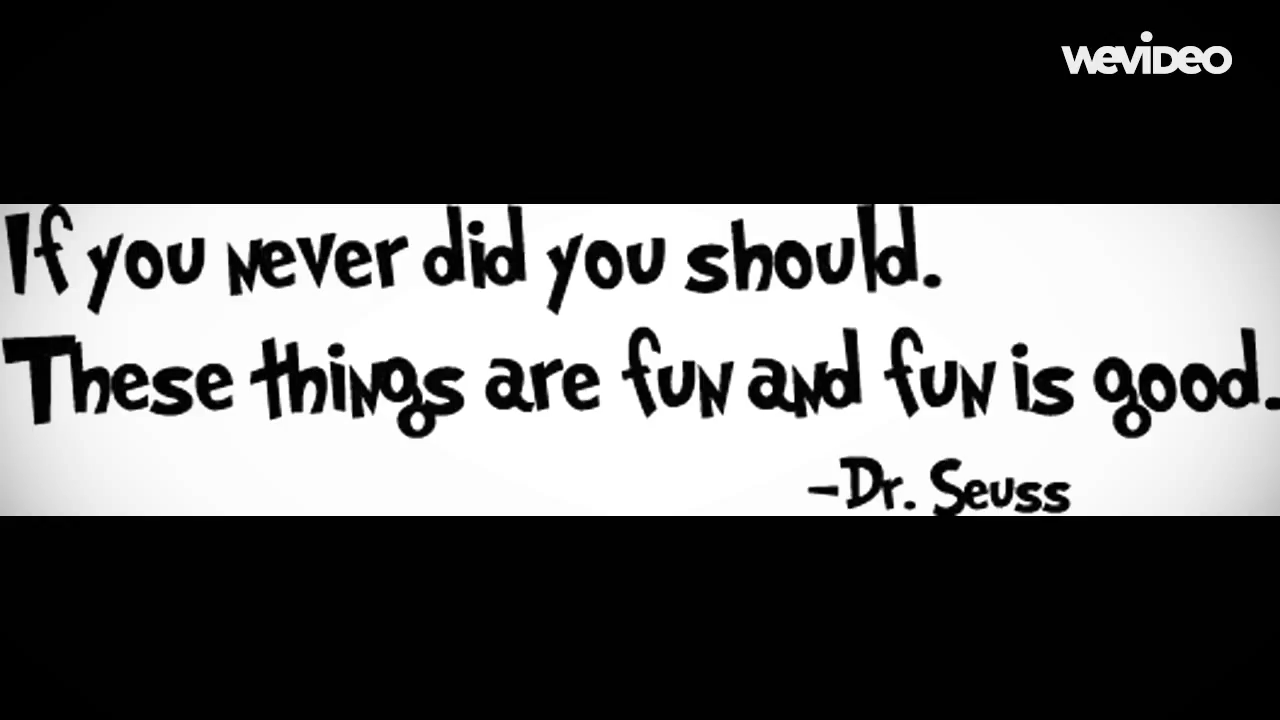 wevideo
If you never did you should.
These things are fun and fun is good.
-Dr. Seuss